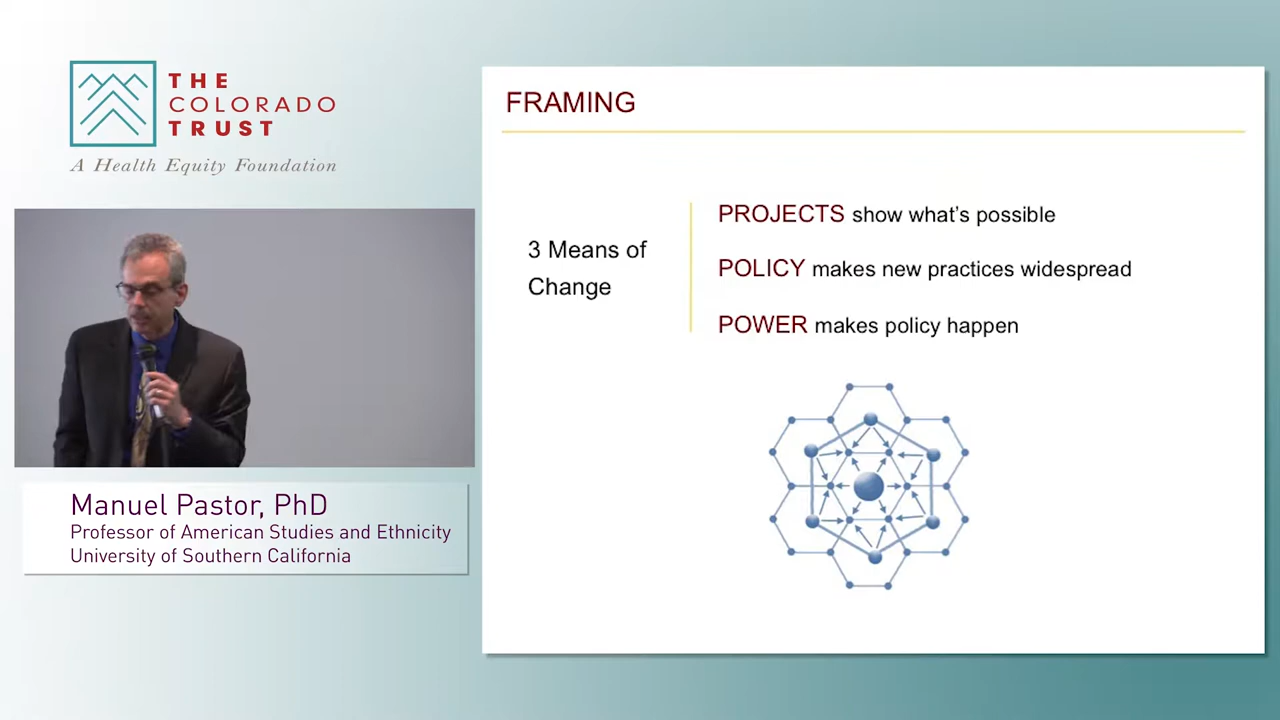 THE
COLORADO
TRUST
A Health Equity Foundation
Manuel Pastor, PhD
Professor of American Studies and Ethnicity
University of Southern California
FRAMING
3 Means of
Change
PROJECTS show what's possible
POLICY makes new practices widespread
POWER makes policy happen